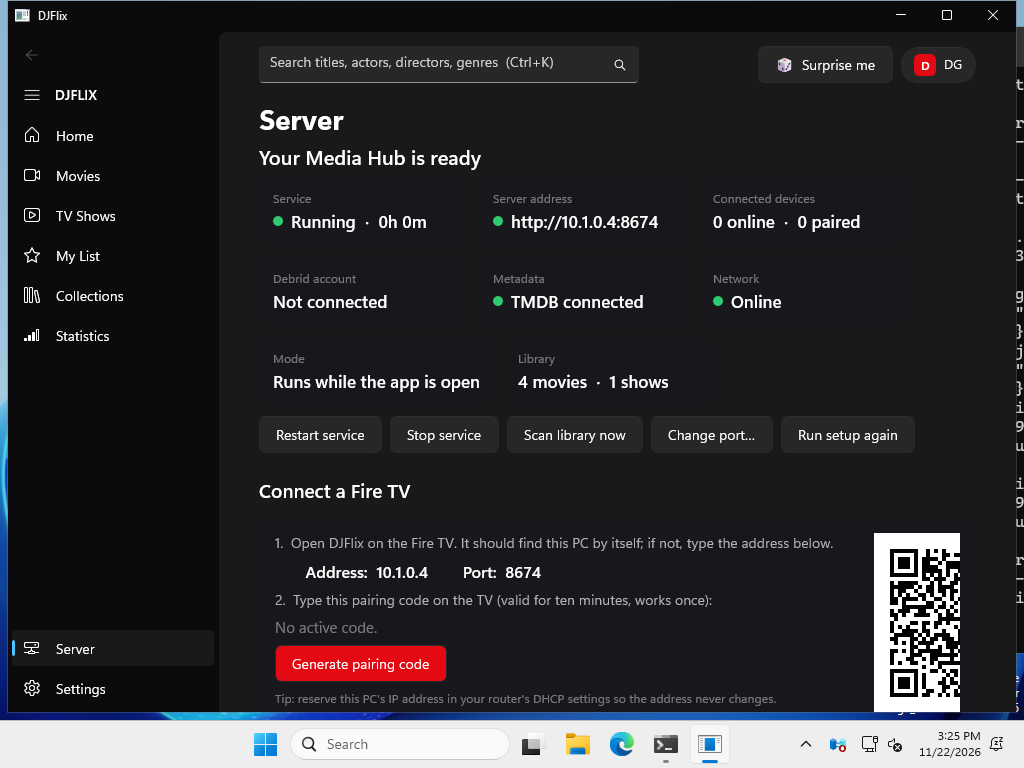 DJFlix
Search titles, actors, directors, genres  (Ctrl+K)
Surprise me
D
DG
DJFLIX
Home
Movies
TV Shows
My List
Collections
Statistics
Server
Settings
Server
Your Media Hub is ready
Service
Running · 0h 0m
Server address
http://10.1.0.4:8674
Connected devices
0 online · 0 paired
Debrid account
Not connected
Metadata
TMDB connected
Network
Online
Mode
Runs while the app is open
Library
4 movies · 1 shows
Restart service
Stop service
Scan library now
Change port...
Run setup again
Connect a Fire TV
1. Open DJFlix on the Fire TV. It should find this PC by itself; if not, type the address below.
Address: 10.1.0.4 Port: 8674
2. Type this pairing code on the TV (valid for ten minutes, works once):
No active code.
Generate pairing code
Tip: reserve this PC's IP address in your router's DHCP settings so the address never changes.
Search
3:25 PM
11/22/2026